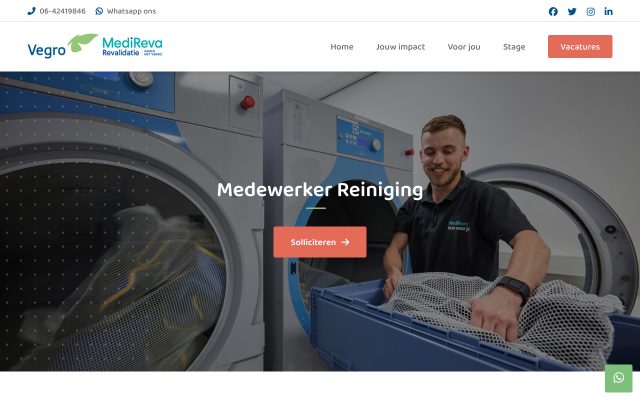 06-42419846 Whatsapp ons
Vegro MediReva
Revalidatie
Home Jouw impact Voor jou Stage Vacatures
Medewerker Reiniging
Solliciteren
MediReva